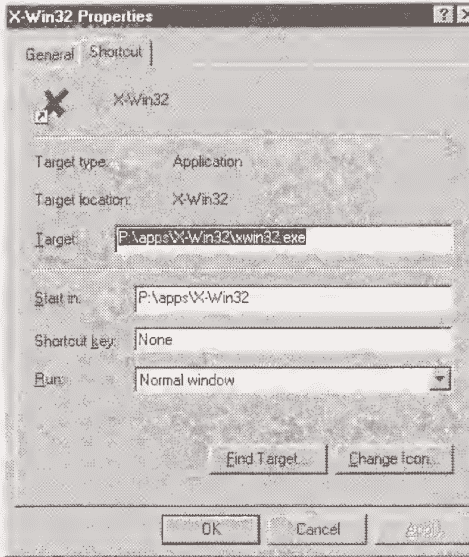 X-Win32 Properties
General Shortcut
X-Win32
Target type: Application
Target location: X-Win32
Target: P:\apps\X-Win32\xwin32.exe
Start in: P:\apps\X-Win32
Shortcut key: None
Run: Normal window
Find Target... Change Icon...
OK Cancel Apply